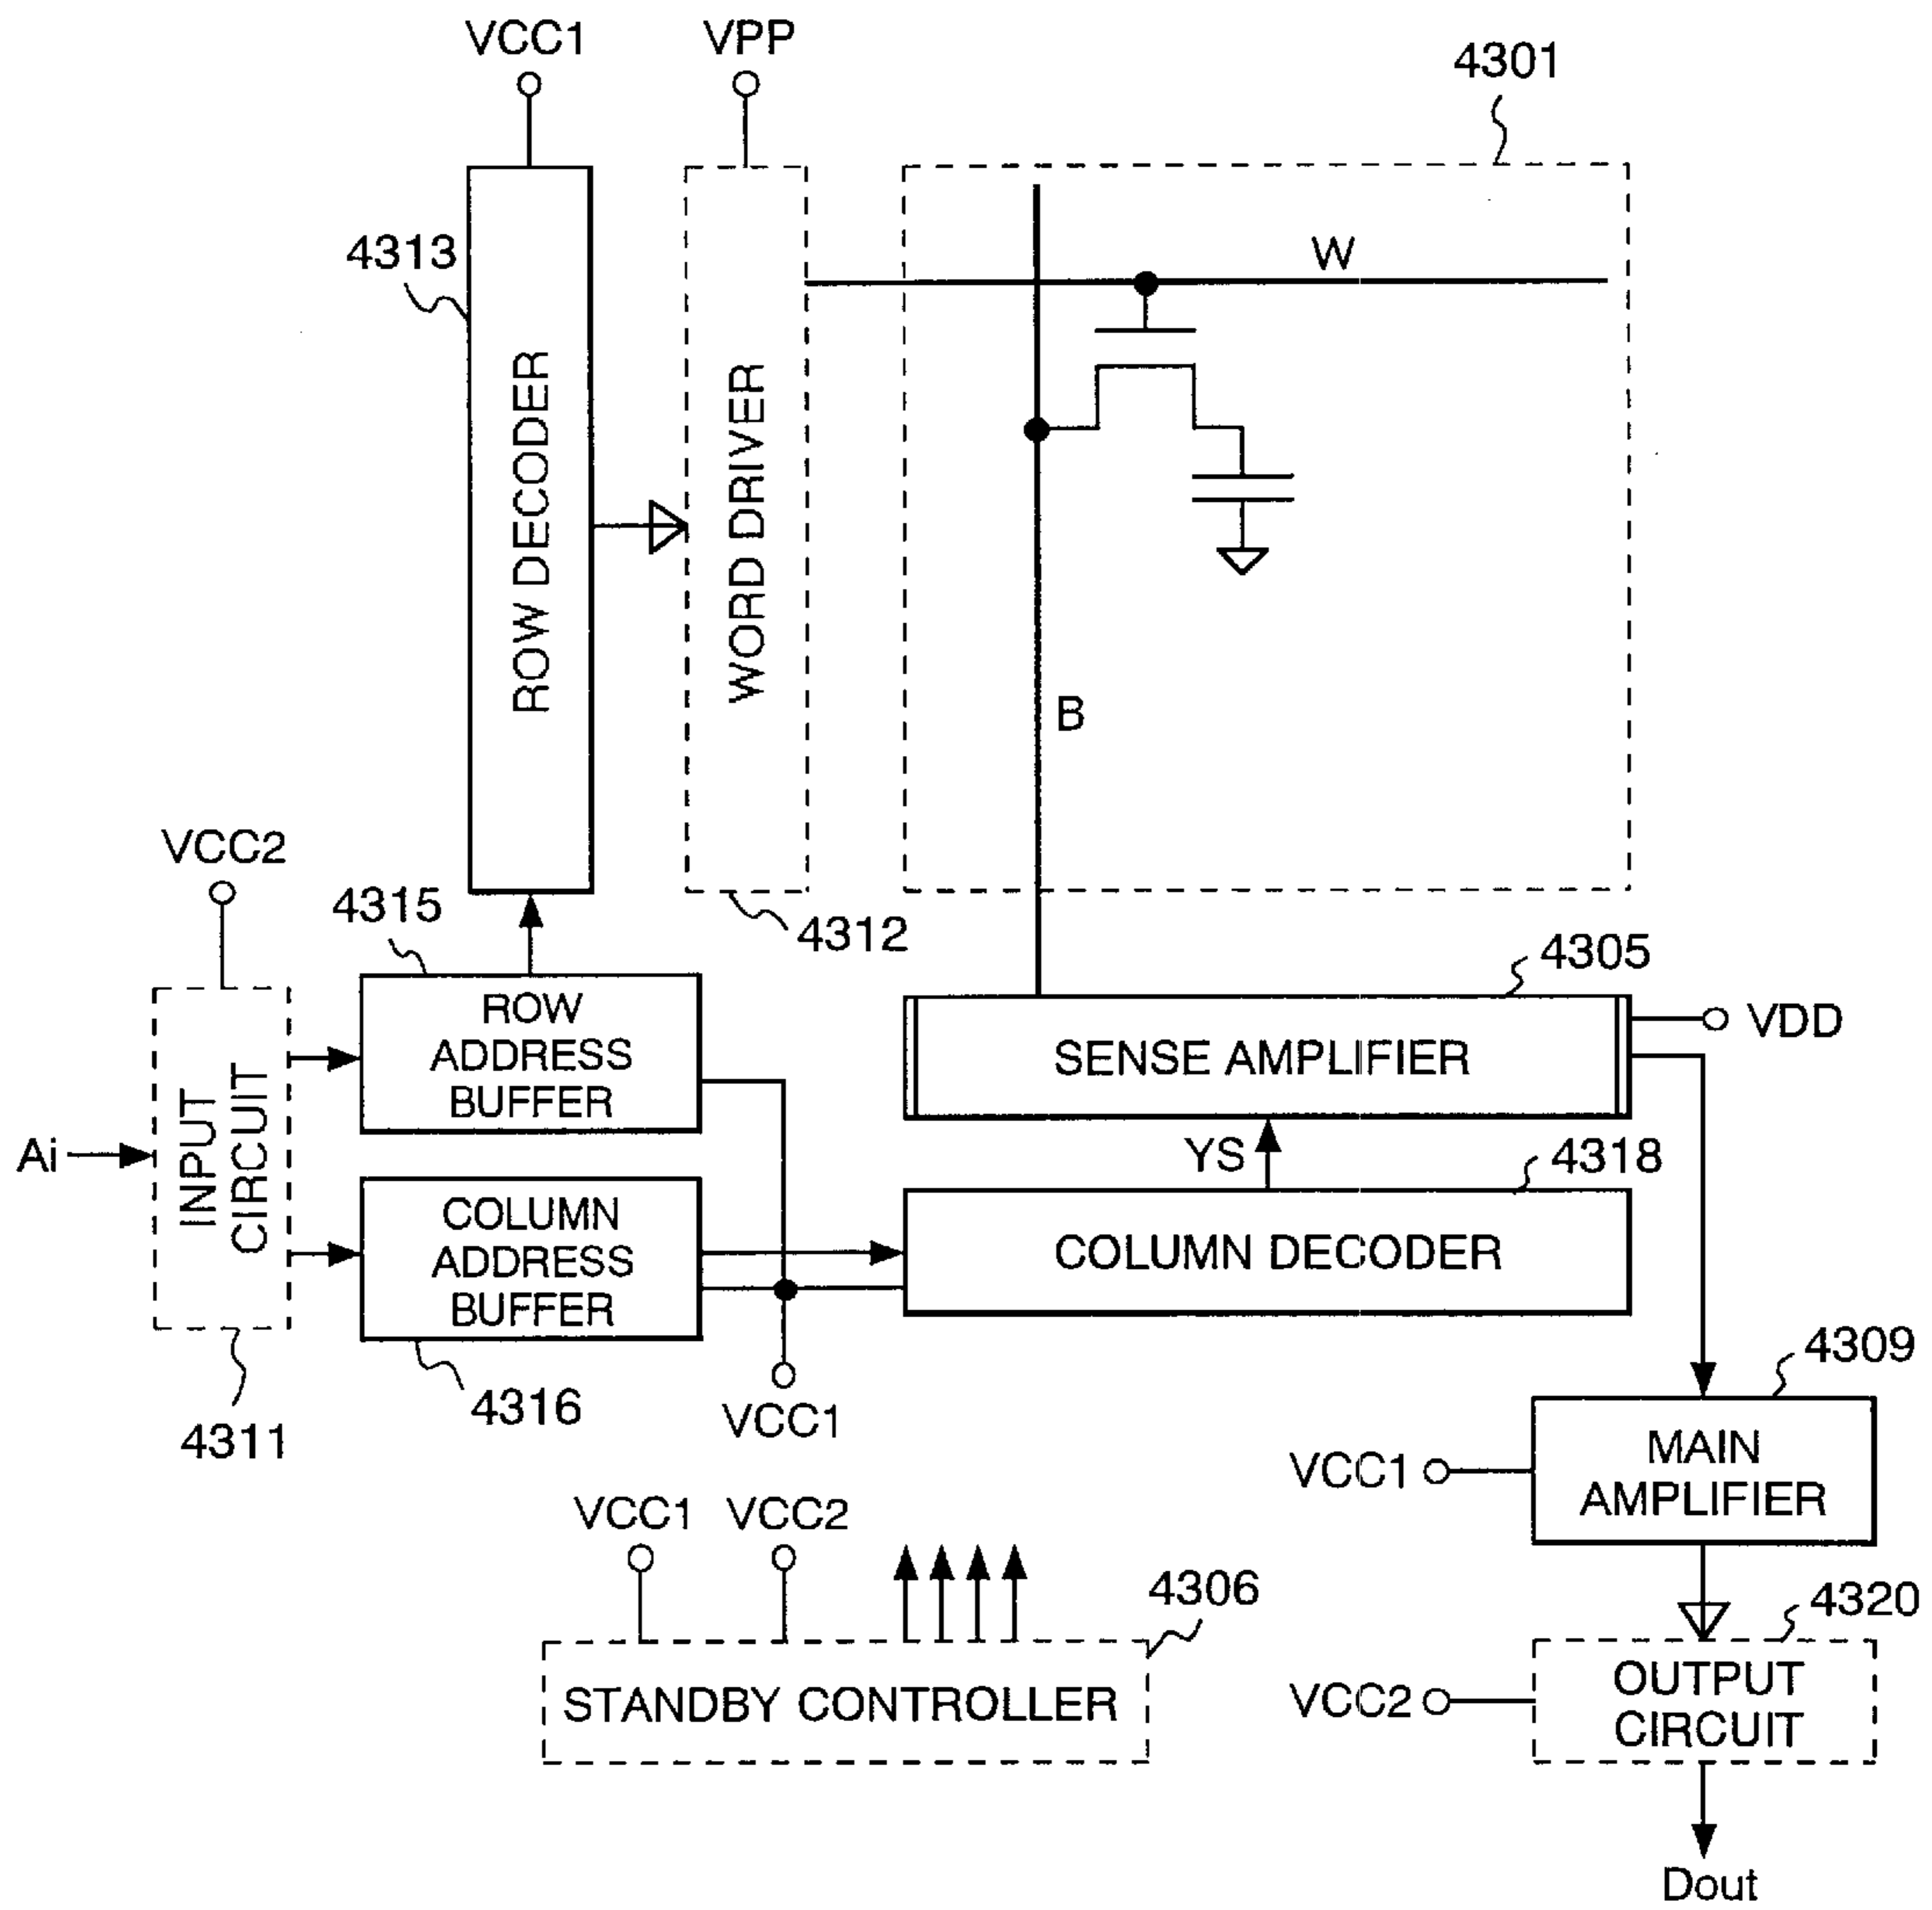 VCC1
VPP
4301
4313
ROW DECODER
WORD DRIVER
W
B
VCC2
4315
4312
4305
ROW
ADDRESS
BUFFER
SENSE AMPLIFIER
VDD
Ai
INPUT
CIRCUIT
YS
4318
COLUMN
ADDRESS
BUFFER
COLUMN DECODER
4311
4316
VCC1
4309
VCC1
MAIN
AMPLIFIER
VCC1
VCC2
4306
4320
STANDBY CONTROLLER
VCC2
OUTPUT
CIRCUIT
Dout